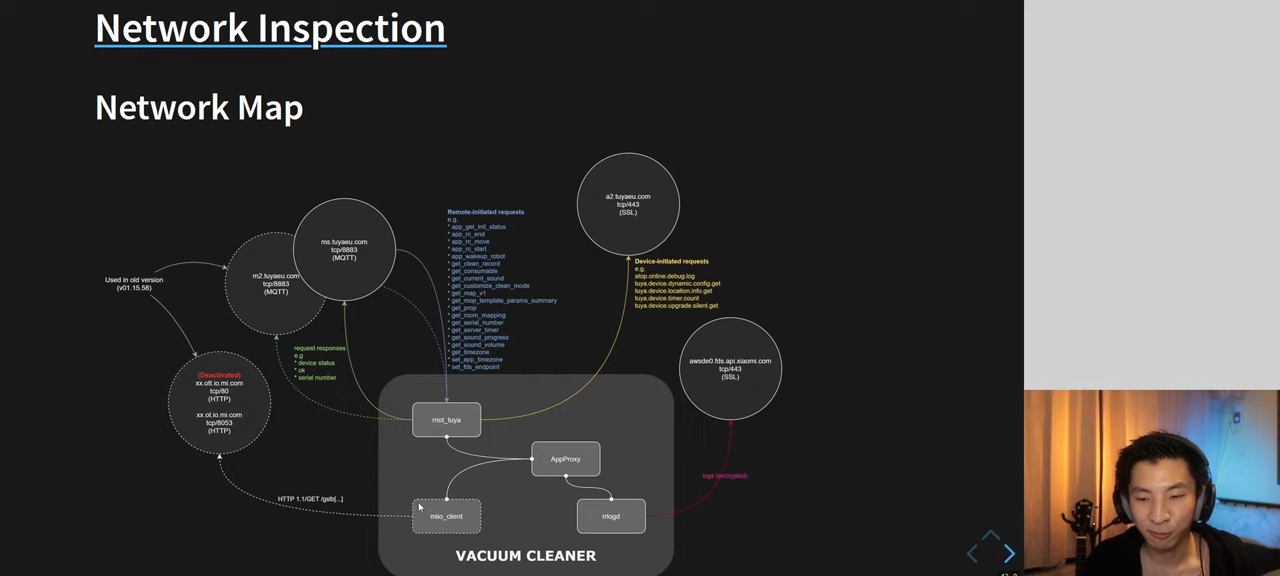 Network Inspection
Network Map
a2.tuyaeu.com
tcp/443
(SSL)
ms.tuyaeu.com
tcp/8883
(MQTT)
m2.tuyaeu.com
tcp/8883
(MQTT)
Used in old version
(v01.15.58)
Remote-initiated requests
e.g.
* app_get_init_status
* app_rc_end
* app_rc_move
* app_rc_start
* app_wakeup_robot
* get_clean_record
* get_consumable
* get_current_sound
* get_customize_clean_mode
* get_map_v1
* get_mop_template_params_summary
* get_prop
* get_room_mapping
* get_serial_number
* get_server_timer
* get_sound_progress
* get_sound_volume
* get_timezone
* set_app_timezone
* set_fds_endpoint
Device-initiated requests
e.g.
atop.online.debug.log
tuya.device.dynamic.config.get
tuya.device.location.info.get
tuya.device.timer.count
tuya.device.upgrade.silent.get
request responses
e.g
* device status
* ok
* serial number
(Deactivated)
xx.ott.io.mi.com
tcp/80
(HTTP)
xx.ot.io.mi.com
tcp/8053
(HTTP)
awsde0.fds.api.xiaomi.com
tcp/443
(SSL)
rriot_tuya
AppProxy
miio_client
rrlogd
HTTP 1.1/GET /gslb[...]
logs (encrypted)
VACUUM CLEANER